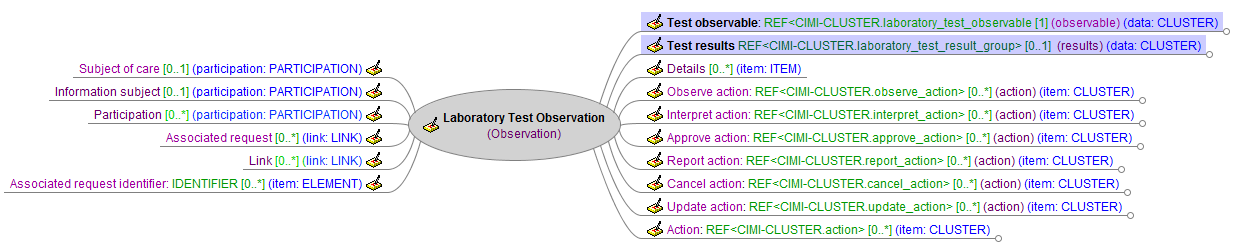 Subject of care [0..1] (participation: PARTICIPATION)
Information subject [0..1] (participation: PARTICIPATION)
Participation [0..*] (participation: PARTICIPATION)
Associated request [0..*] (link: LINK)
Link [0..*] (link: LINK)
Associated request identifier: IDENTIFIER [0..*] (item: ELEMENT)
Laboratory Test Observation
(Observation)
Test observable: REF<CIMI-CLUSTER.laboratory_test_observable [1] (observable) (data: CLUSTER)
Test results REF<CIMI-CLUSTER.laboratory_test_result_group> [0..1] (results) (data: CLUSTER)
Details [0..*] (item: ITEM)
Observe action: REF<CIMI-CLUSTER.observe_action> [0..*] (action) (item: CLUSTER)
Interpret action: REF<CIMI-CLUSTER.interpret_action> [0..*] (action) (item: CLUSTER)
Approve action: REF<CIMI-CLUSTER.approve_action> [0..*] (action) (item: CLUSTER)
Report action: REF<CIMI-CLUSTER.report_action> [0..*] (action) (item: CLUSTER)
Cancel action: REF<CIMI-CLUSTER.cancel_action> [0..*] (action) (item: CLUSTER)
Update action: REF<CIMI-CLUSTER.update_action> [0..*] (action) (item: CLUSTER)
Action: REF<CIMI-CLUSTER.action> [0..*] (item: CLUSTER)